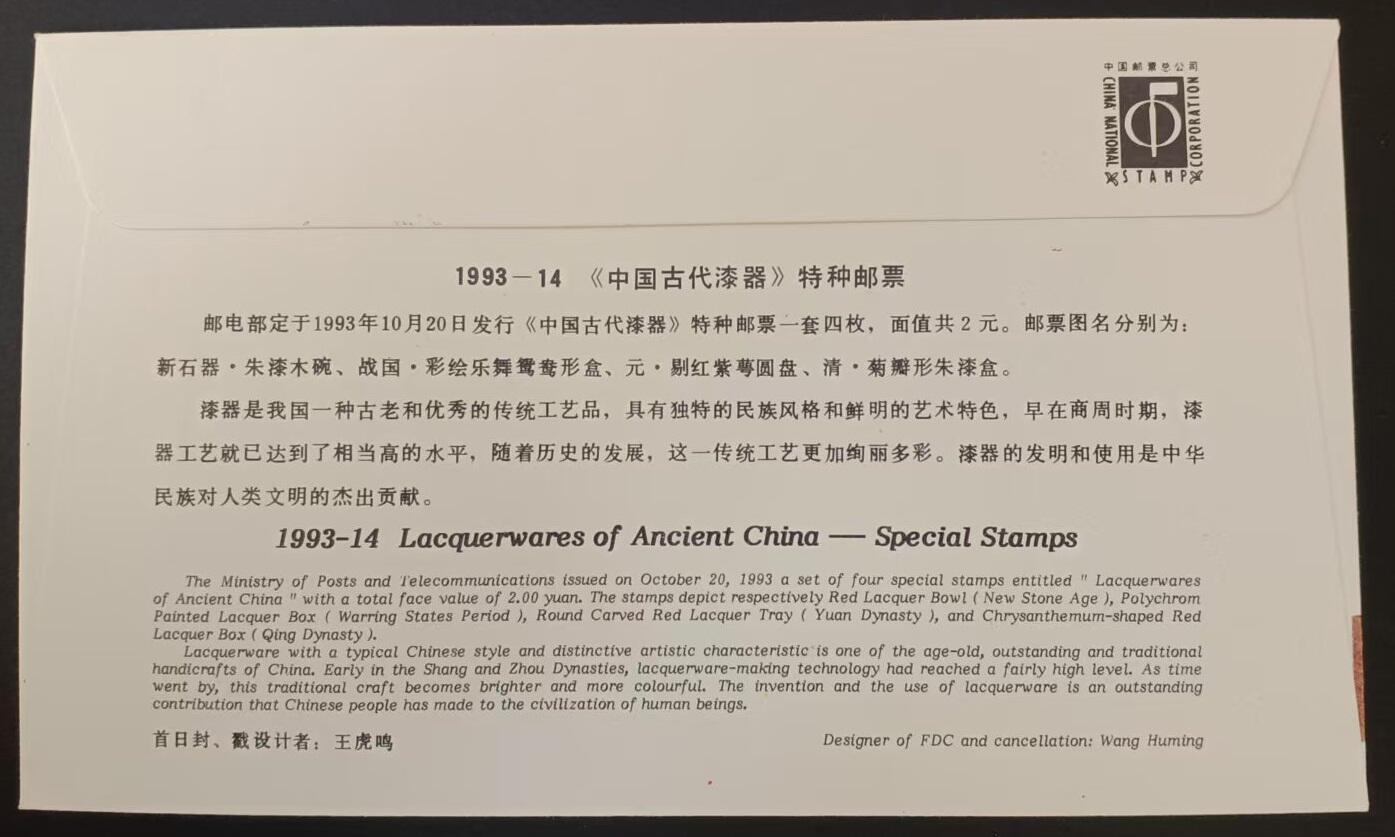 中国邮票总公司
CHINA NATIONAL
STAMP
CORPORATION
1993－14 《中国古代漆器》特种邮票
邮电部定于1993年10月20日发行《中国古代漆器》特种邮票一套四枚，面值共2元。邮票图名分别为：
新石器·朱漆木碗、战国·彩绘乐舞鸳鸯形盒、元·剔红紫萼圆盘、清·菊瓣形朱漆盒。
漆器是我国一种古老和优秀的传统工艺品，具有独特的民族风格和鲜明的艺术特色，早在商周时期，漆
器工艺就已达到了相当高的水平，随着历史的发展，这一传统工艺更加绚丽多彩。漆器的发明和使用是中华
民族对人类文明的杰出贡献。
1993-14 Lacquerwares of Ancient China — Special Stamps
The Ministry of Posts and Telecommunications issued on October 20, 1993 a set of four special stamps entitled " Lacquerwares
of Ancient China " with a total face value of 2.00 yuan. The stamps depict respectively Red Lacquer Bowl ( New Stone Age ), Polychrom
Painted Lacquer Box ( Warring States Period ), Round Carved Red Lacquer Tray ( Yuan Dynasty ), and Chrysanthemum-shaped Red
Lacquer Box ( Qing Dynasty ).
Lacquerware with a typical Chinese style and distinctive artistic characteristic is one of the age-old, outstanding and traditional
handicrafts of China. Early in the Shang and Zhou Dynasties, lacquerware-making technology had reached a fairly high level. As time
went by, this traditional craft becomes brighter and more colourful. The invention and the use of lacquerware is an outstanding
contribution that Chinese people has made to the civilization of human beings.
首日封、戳设计者：王虎鸣
Designer of FDC and cancellation: Wang Huming